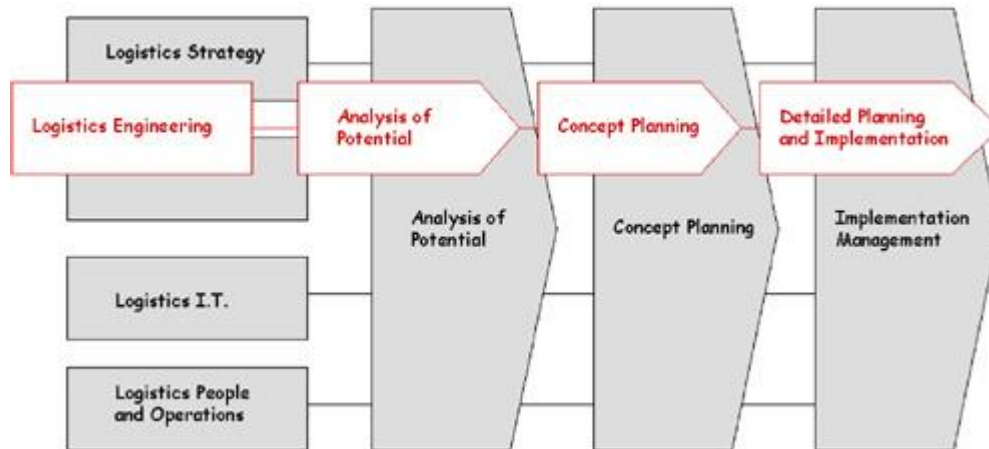 Logistics Strategy
Logistics Engineering
Analysis of
Potential
Concept Planning
Detailed Planning
and Implementation
Analysis of
Potential
Concept Planning
Implementation
Management
Logistics I.T.
Logistics People
and Operations